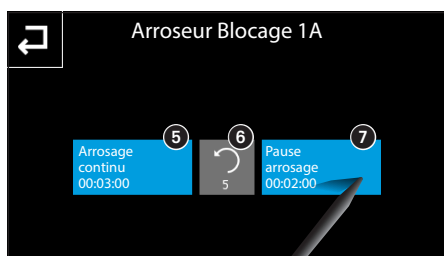 Arroseur Blocage 1A
5
6
7
Arrosage
continu
00:03:00
5
Pause
arrosage
00:02:00